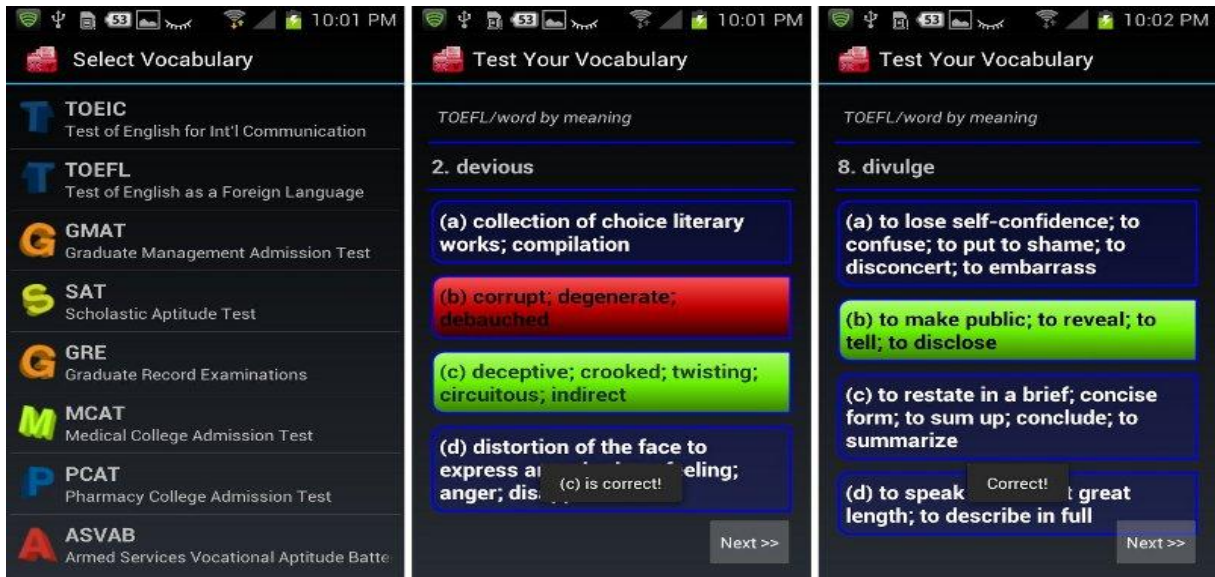 53
10:01 PM
Select Vocabulary
TOEIC
Test of English for Int'l Communication
TOEFL
Test of English as a Foreign Language
GMAT
Graduate Management Admission Test
SAT
Scholastic Aptitude Test
GRE
Graduate Record Examinations
MCAT
Medical College Admission Test
PCAT
Pharmacy College Admission Test
ASVAB
Armed Services Vocational Aptitude Batte
53
10:01 PM
Test Your Vocabulary
TOEFL/word by meaning
2. devious
(a) collection of choice literary
works; compilation
(b) corrupt; degenerate;
debauched
(c) deceptive; crooked; twisting;
circuitous; indirect
(d) distortion of the face to
express
eling;
anger;
(c) is correct!
Next >>
53
10:02 PM
Test Your Vocabulary
TOEFL/word by meaning
8. divulge
(a) to lose self-confidence; to
confuse; to put to shame; to
disconcert; to embarrass
(b) to make public; to reveal; to
tell; to disclose
(c) to restate in a brief; concise
form; to sum up; conclude; to
summarize
(d) to speak great
length; to describe in full
Correct!
Next >>